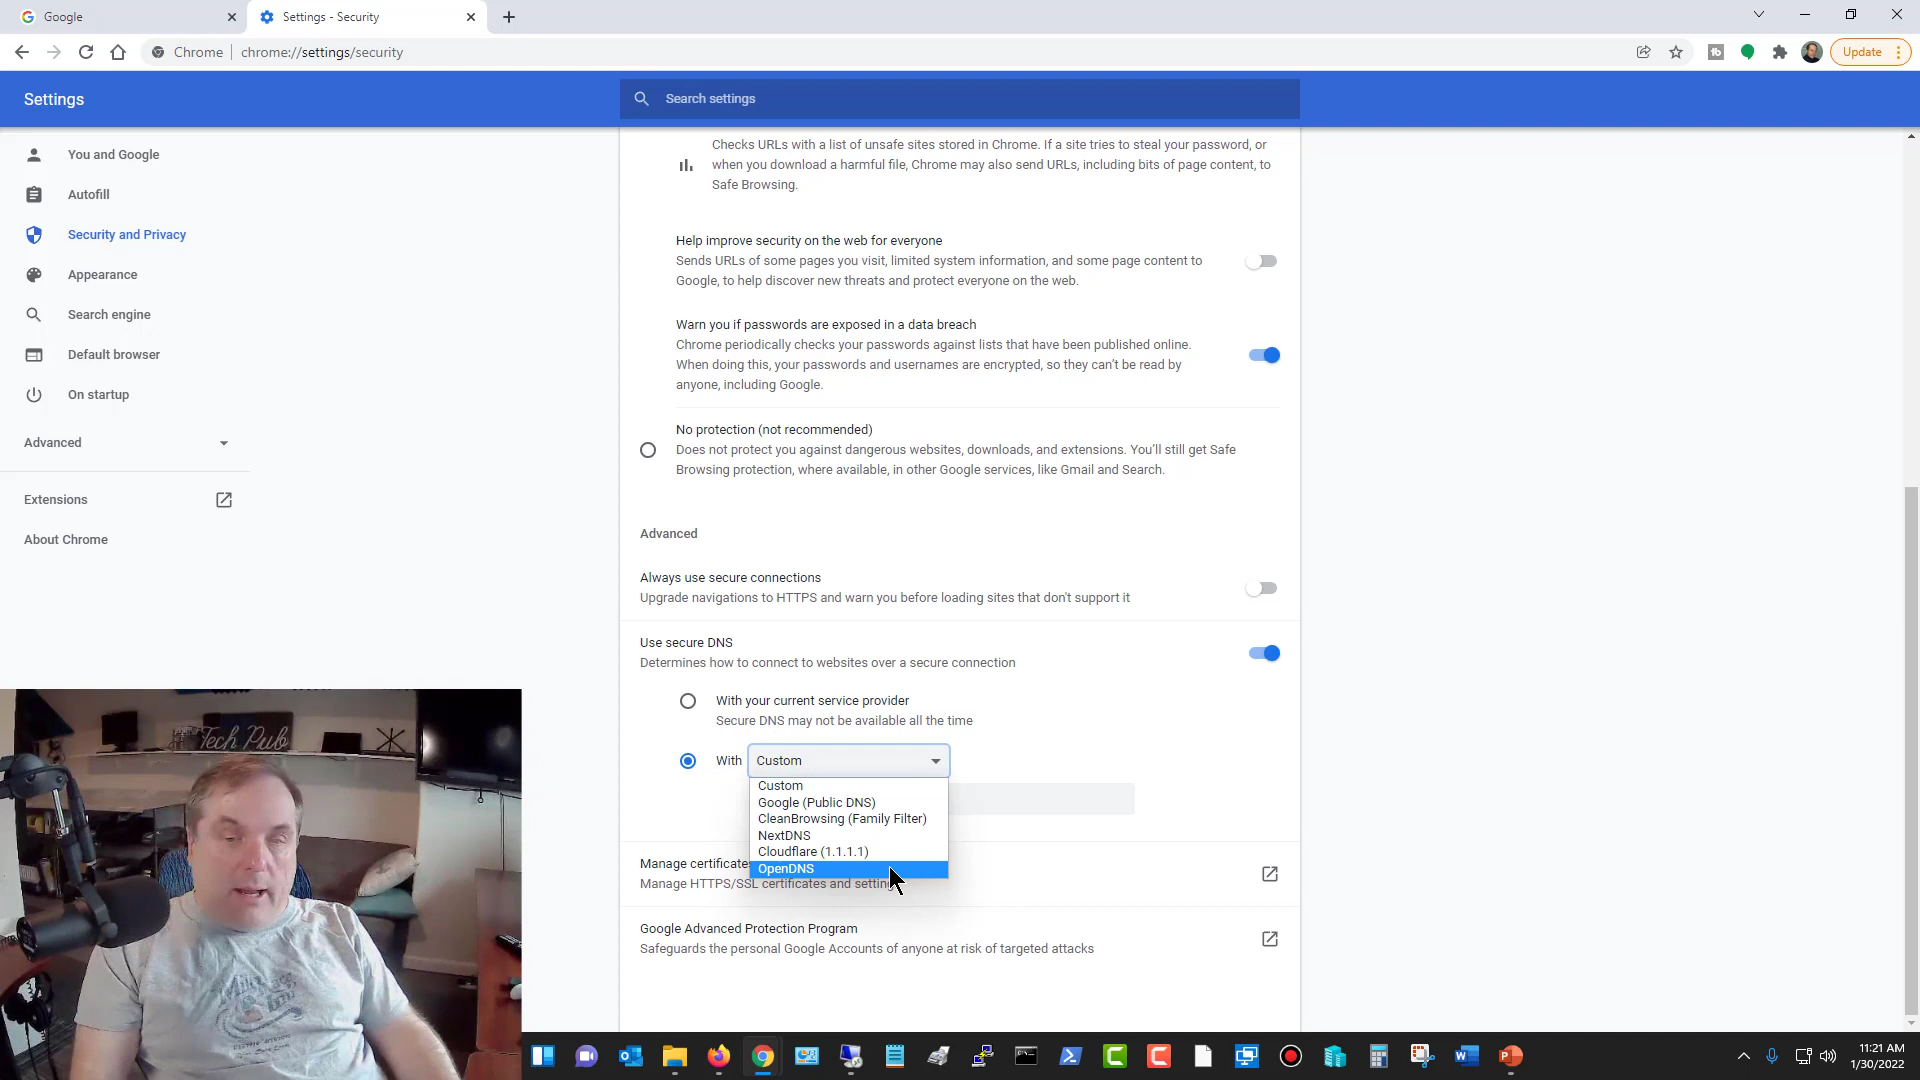 Google
Settings - Security
Chrome
chrome://settings/security
Update
Settings
Search settings
You and Google
Autofill
Security and Privacy
Appearance
Search engine
Default browser
On startup
Advanced
Extensions
About Chrome
Checks URLs with a list of unsafe sites stored in Chrome. If a site tries to steal your password, or
when you download a harmful file, Chrome may also send URLs, including bits of page content, to
Safe Browsing.
Help improve security on the web for everyone
Sends URLs of some pages you visit, limited system information, and some page content to
Google, to help discover new threats and protect everyone on the web.
Warn you if passwords are exposed in a data breach
Chrome periodically checks your passwords against lists that have been published online.
When doing this, your passwords and usernames are encrypted, so they can't be read by
anyone, including Google.
No protection (not recommended)
Does not protect you against dangerous websites, downloads, and extensions. You'll still get Safe
Browsing protection, where available, in other Google services, like Gmail and Search.
Advanced
Always use secure connections
Upgrade navigations to HTTPS and warn you before loading sites that don't support it
Use secure DNS
Determines how to connect to websites over a secure connection
With your current service provider
Secure DNS may not be available all the time
With
Custom
Custom
Google (Public DNS)
CleanBrowsing (Family Filter)
NextDNS
Cloudflare (1.1.1.1)
OpenDNS
Manage certificates
Manage HTTPS/SSL certificates and
Google Advanced Protection Program
Safeguards the personal Google Accounts of anyone at risk of targeted attacks
Tech Pub
11:21 AM
1/30/2022